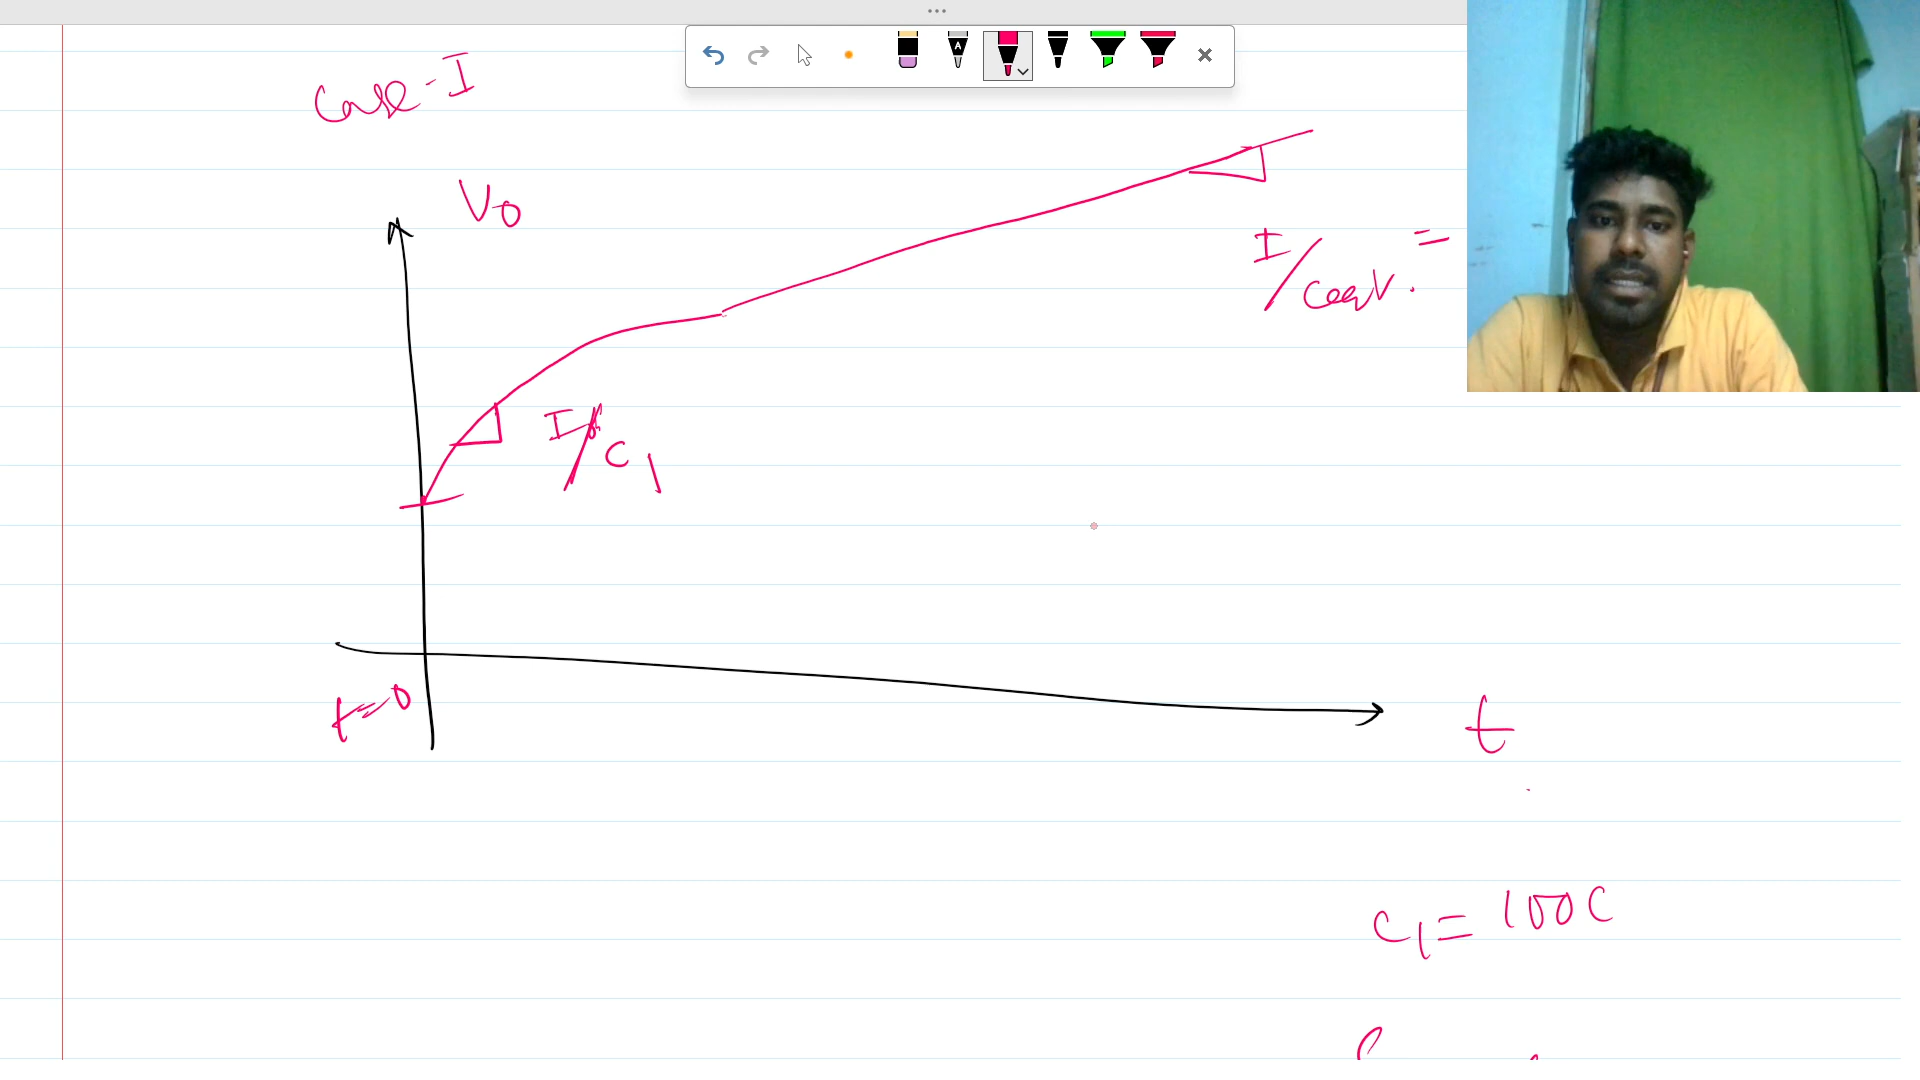 Case-I
V0
I/Ceqv. =
I/C1
t=0
t
C1 = 100C